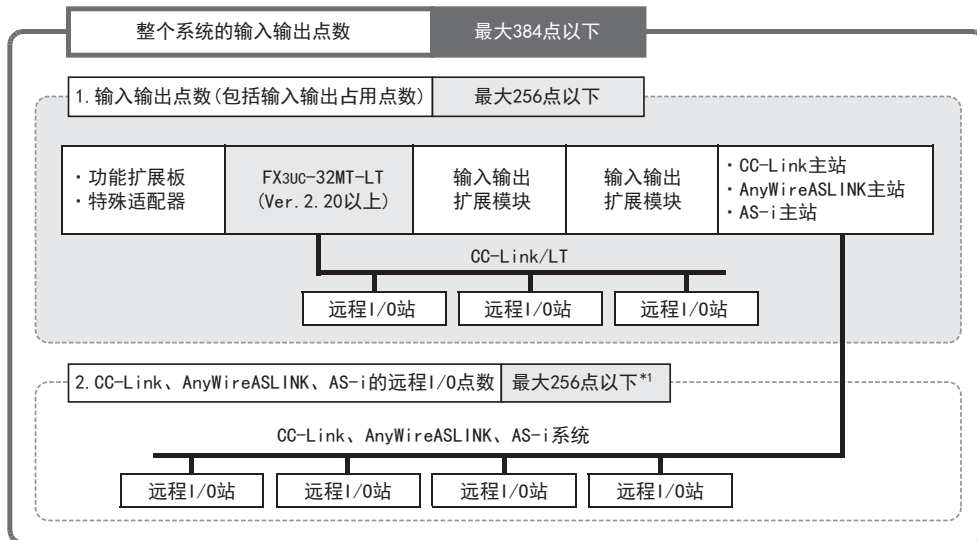 整个系统的输入输出点数 最大384点以下
1.输入输出点数(包括输入输出占用点数) 最大256点以下
・功能扩展板
・特殊适配器
FX3UC-32MT-LT
(Ver.2.20以上)
输入输出
扩展模块
输入输出
扩展模块
・CC-Link主站
・AnyWireASLINK主站
・AS-i主站
CC-Link/LT
远程I/O站 远程I/O站 远程I/O站
2.CC-Link、AnyWireASLINK、AS-i的远程I/O点数 最大256点以下*1
CC-Link、AnyWireASLINK、AS-i系统
远程I/O站 远程I/O站 远程I/O站 远程I/O站